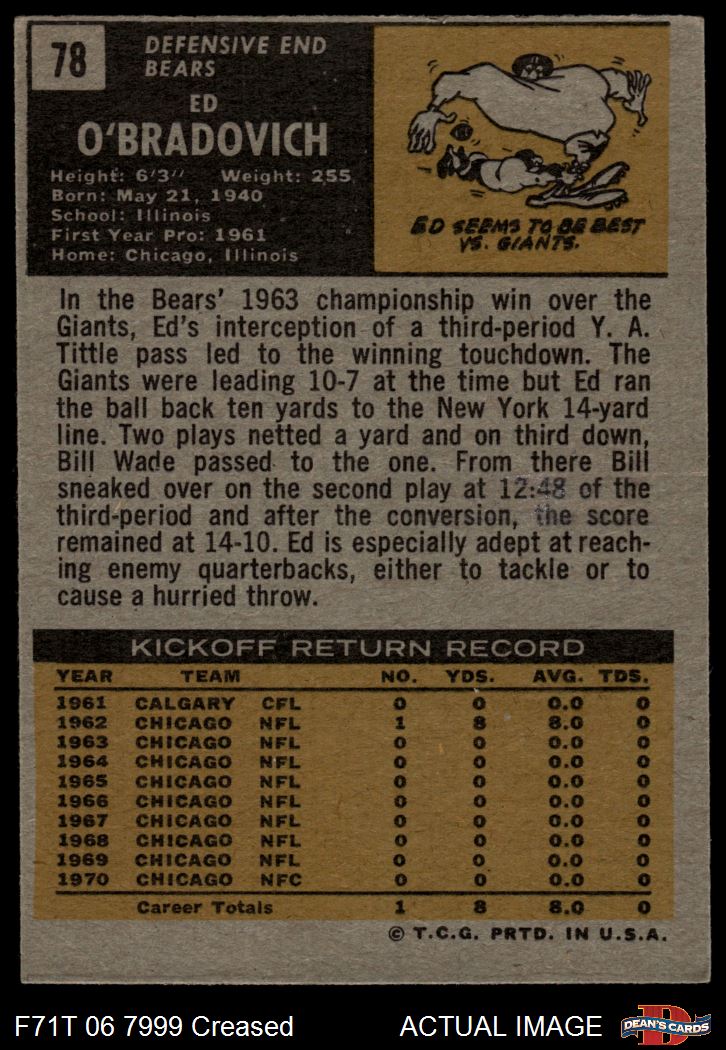 78
DEFENSIVE END
BEARS
ED
O'BRADOVICH
Height: 6'3" Weight: 255
Born: May 21, 1940
School: Illinois
First Year Pro: 1961
Home: Chicago, Illinois
ED SEEMS TO BE BEST
VS. GIANTS.
In the Bears' 1963 championship win over the
Giants, Ed's interception of a third-period Y. A.
Tittle pass led to the winning touchdown. The
Giants were leading 10-7 at the time but Ed ran
the ball back ten yards to the New York 14-yard
line. Two plays netted a yard and on third down,
Bill Wade passed to the one. From there Bill
sneaked over on the second play at 12:48 of the
third-period and after the conversion, the score
remained at 14-10. Ed is especially adept at reach-
ing enemy quarterbacks, either to tackle or to
cause a hurried throw.
KICKOFF RETURN RECORD
YEAR TEAM NO. YDS. AVG. TDS.
1961 CALGARY CFL 0 0 0.0 0
1962 CHICAGO NFL 1 8 8.0 0
1963 CHICAGO NFL 0 0 0.0 0
1964 CHICAGO NFL 0 0 0.0 0
1965 CHICAGO NFL 0 0 0.0 0
1966 CHICAGO NFL 0 0 0.0 0
1967 CHICAGO NFL 0 0 0.0 0
1968 CHICAGO NFL 0 0 0.0 0
1969 CHICAGO NFL 0 0 0.0 0
1970 CHICAGO NFC 0 0 0.0 0
Career Totals 1 8 8.0 0
© T.C.G. PRTD. IN U.S.A.
F71T 06 7999 Creased ACTUAL IMAGE
D
DEAN'S CARDS